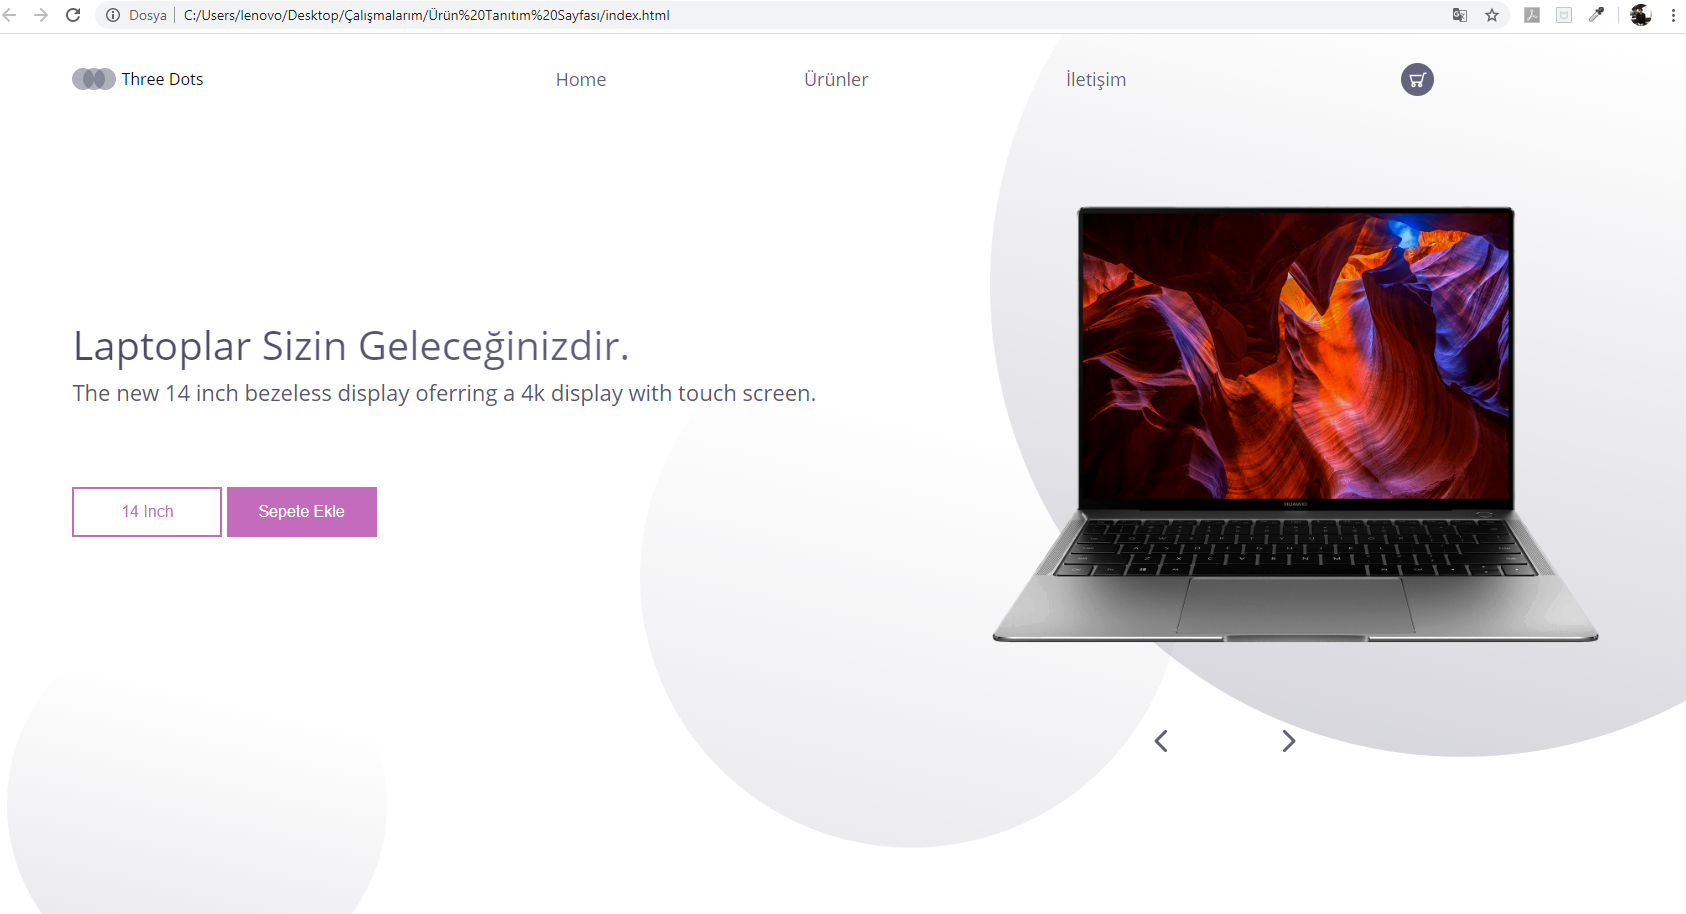 Dosya
C:/Users/lenovo/Desktop/Çalışmalarım/Ürün%20Tanıtım%20Sayfası/index.html
Three Dots
Home
Ürünler
İletişim
Laptoplar Sizin Geleceğinizdir.
The new 14 inch bezeless display oferring a 4k display with touch screen.
14 Inch
Sepete Ekle
HUAWEI